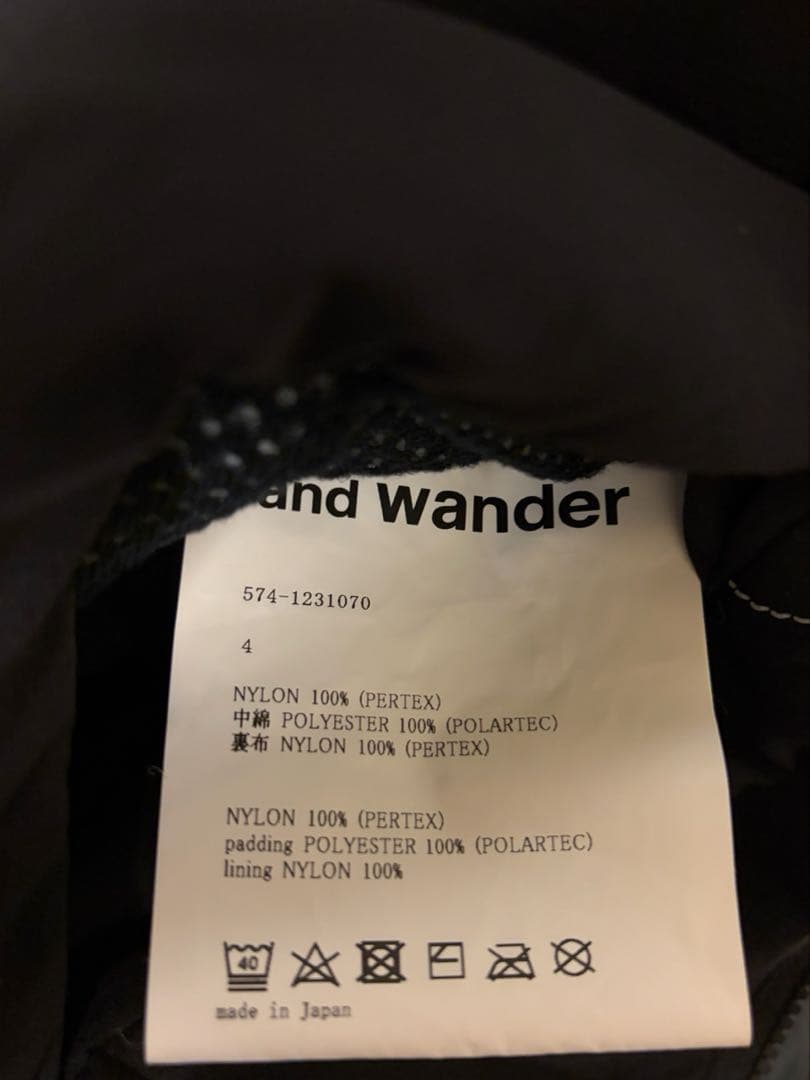 and wander
574-1231070
4
NYLON 100% (PERTEX)
中綿 POLYESTER 100% (POLARTEC)
裏布 NYLON 100% (PERTEX)
NYLON 100% (PERTEX)
padding POLYESTER 100% (POLARTEC)
lining NYLON 100%
40
made in Japan